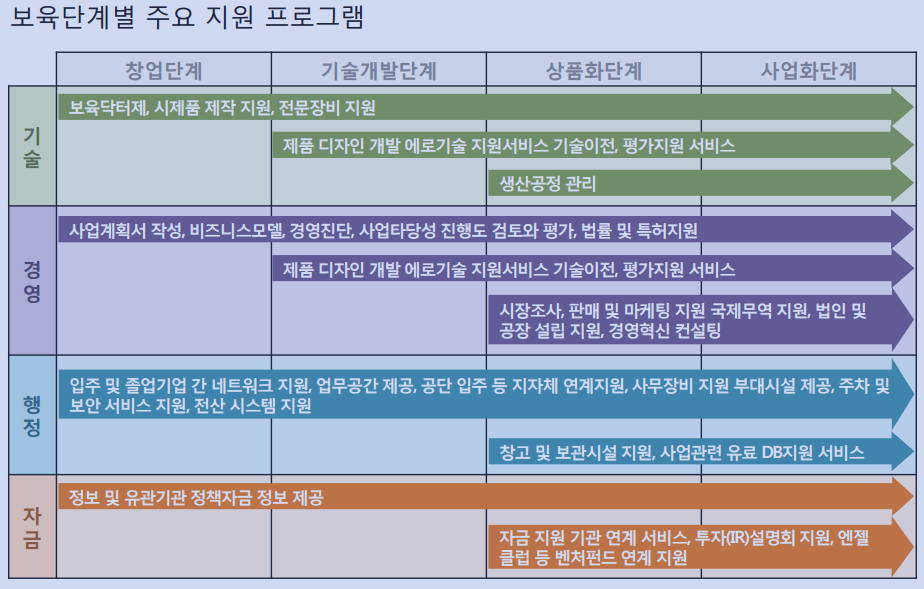 보육단계별 주요 지원 프로그램
창업단계 기술개발단계 상품화단계 사업화단계
기술
보육닥터제, 시제품 제작 지원, 전문장비 지원
제품 디자인 개발 에로기술 지원서비스 기술이전, 평가지원 서비스
생산공정 관리
경영
사업계획서 작성, 비즈니스모델, 경영진단, 사업타당성 진행도 검토와 평가, 법률 및 특허지원
제품 디자인 개발 에로기술 지원서비스 기술이전, 평가지원 서비스
시장조사, 판매 및 마케팅 지원 국제무역 지원, 법인 및
공장 설립 지원, 경영혁신 컨설팅
행정
입주 및 졸업기업 간 네트워크 지원, 업무공간 제공, 공단 입주 등 지자체 연계지원, 사무장비 지원 부대시설 제공, 주차 및
보안 서비스 지원, 전산 시스템 지원
창고 및 보관시설 지원, 사업관련 유료 DB지원 서비스
자금
정보 및 유관기관 정책자금 정보 제공
자금 지원 기관 연계 서비스, 투자(IR)설명회 지원, 엔젤
클럽 등 벤처펀드 연계 지원